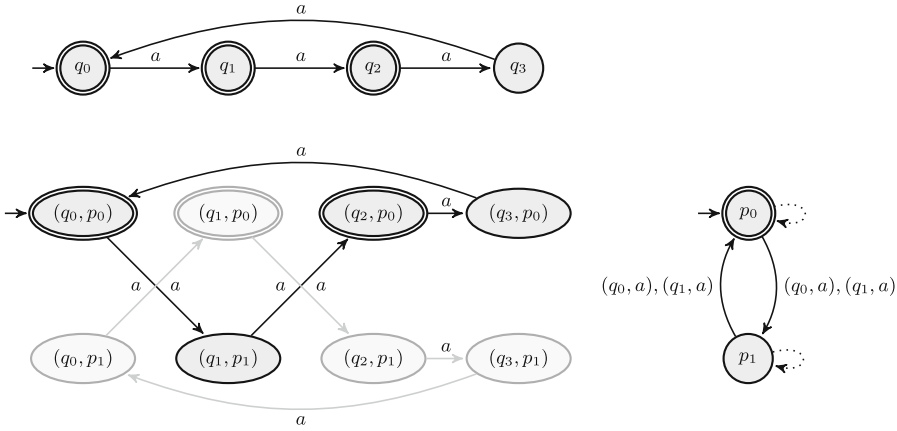 a
q0 a q1 a q2 a q3
a
(q0, p0) (q1, p0) (q2, p0) a (q3, p0) p0
a a a a (q0, a), (q1, a) (q0, a), (q1, a)
(q0, p1) (q1, p1) (q2, p1) a (q3, p1) p1
a